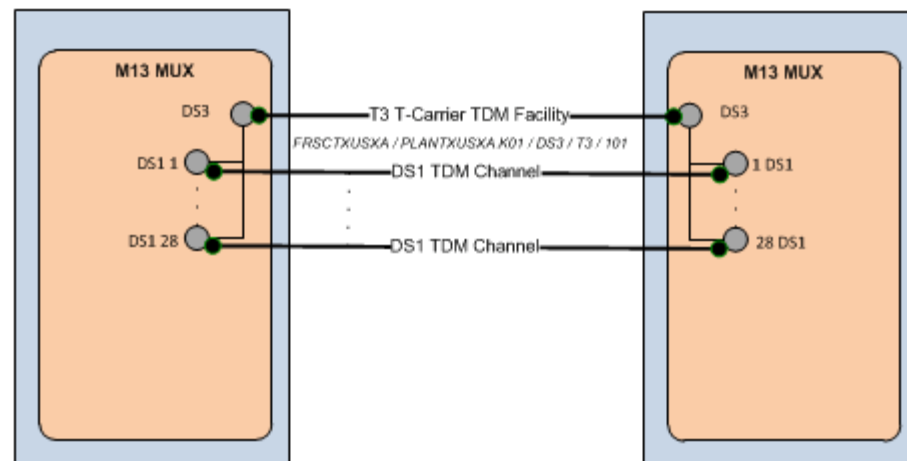 M13 MUX
M13 MUX
DS3
T3 T-Carrier TDM Facility
DS3
FRSCTXUSXA / PLANTXUSXA K01 / DS3 / T3 / 101
DS1 1
DS1 TDM Channel
1 DS1
DS1 28
DS1 TDM Channel
28 DS1